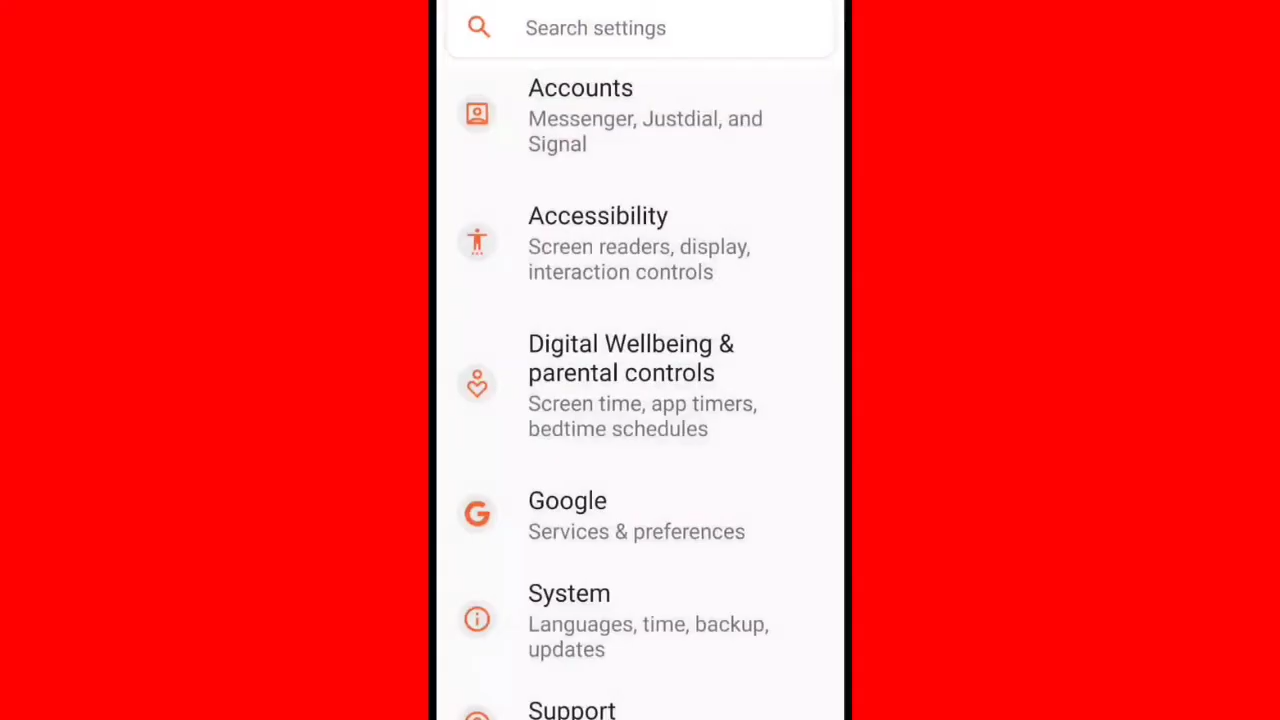 Search settings
Accounts
Messenger, Justdial, and
Signal
Accessibility
Screen readers, display,
interaction controls
Digital Wellbeing &
parental controls
Screen time, app timers,
bedtime schedules
Google
Services & preferences
System
Languages, time, backup,
updates
Support